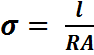 σ = l / RA